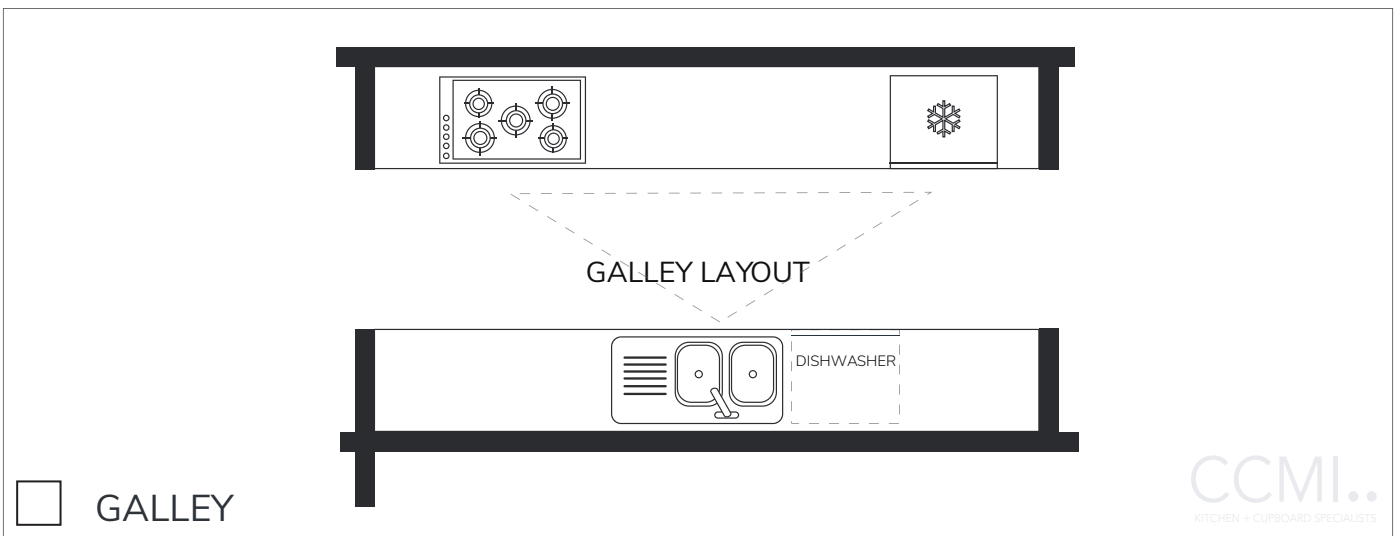 GALLEY LAYOUT
DISHWASHER
GALLEY
CCMI..
KITCHEN + CUPBOARD SPECIALISTS